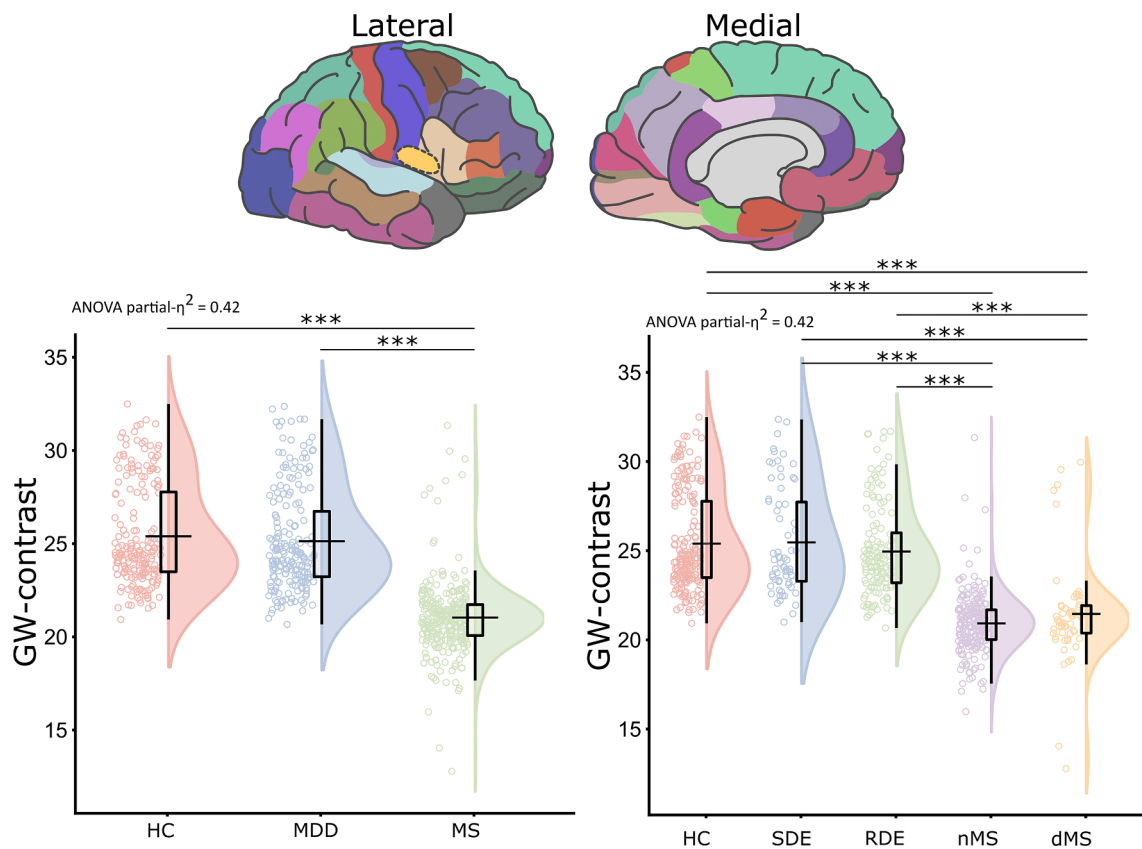 Lateral
Medial
ANOVA partial-η² = 0.42
***
***
35
30
25
20
15
GW-contrast
HC
MDD
MS
***
***
***
ANOVA partial-η² = 0.42
***
***
***
35
30
25
20
15
GW-contrast
HC
SDE
RDE
nMS
dMS